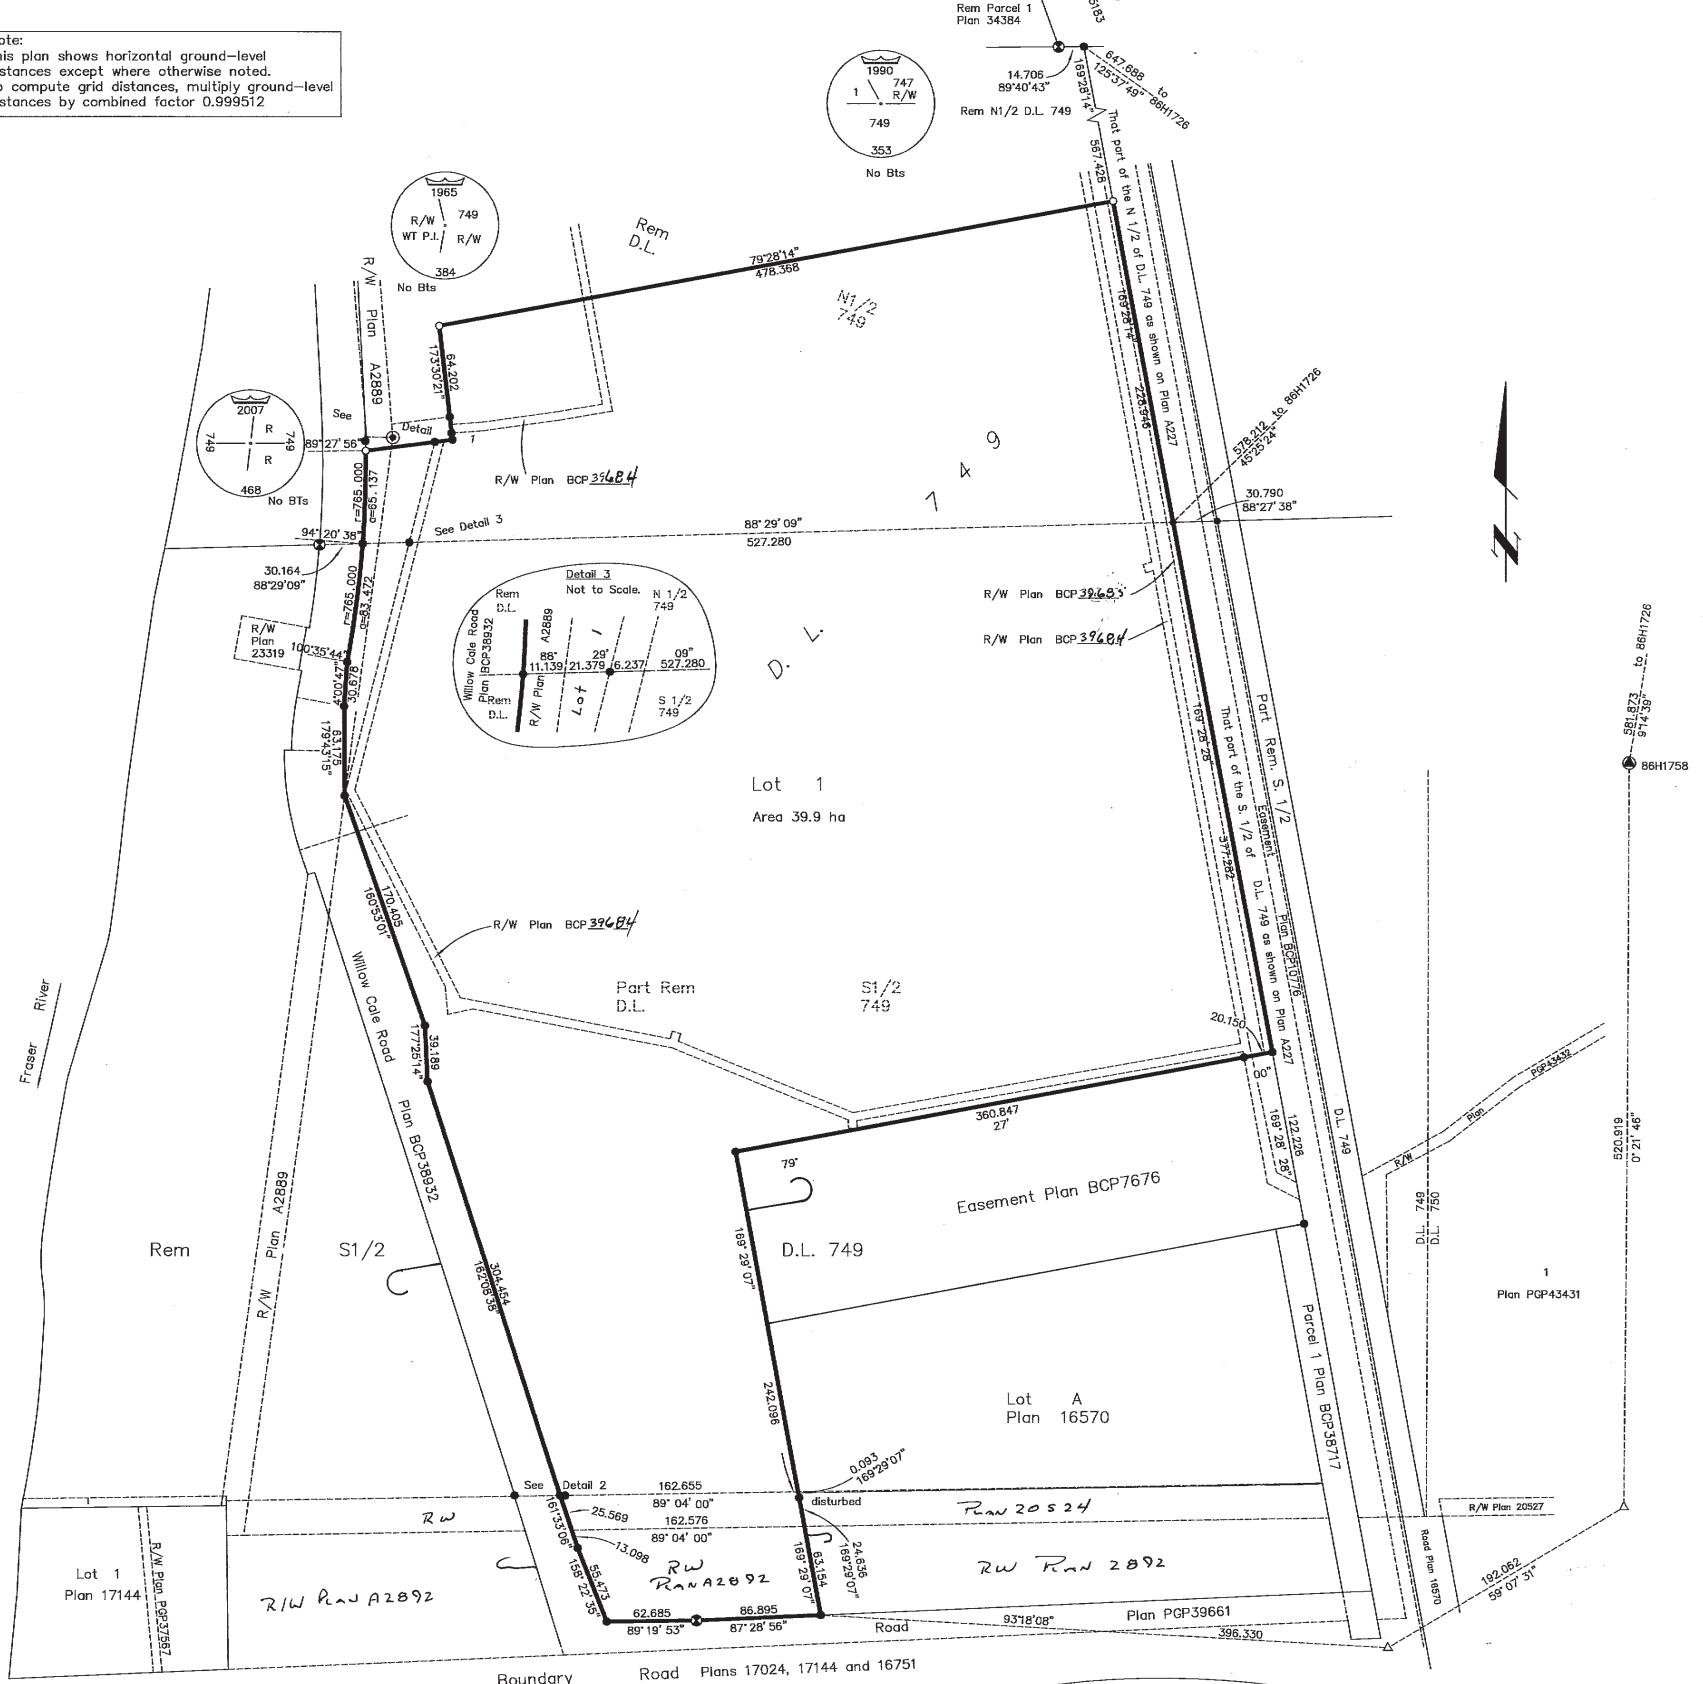 ote:
is plan shows horizontal ground-level
stances except where otherwise noted.
compute grid distances, multiply ground-level
stances by combined factor 0.999512
Rem Parcel 1
Plan 34384
5183
14.706
89°40'43"
Rem N1/2 D.L. 749
647.688
125°37'49"
to
86H1726
169°28'14"
567.428
1990
747
R/W
1
749
353
No Bts
1965
R/W
749
WT P.I.
R/W
384
No Bts
Rem
D.L.
R/W Plan A2889
79°28'14"
478.368
N1/2
749
64.202
173°30'21"
2007
R
749
749
R
468
No BTs
See
Detail 1
89°27'56"
r=765.000
a=65.137
R/W Plan BCP 39684
That part of the N 1/2 of D.L. 749 as shown on Plan A227
169°28'14"
228.946
578.212 to 86H1726
45°25'24"
30.790
88°27'38"
7 4 9
94°20'38"
See Detail 3
88°29'09"
527.280
30.164
88°29'09"
r=765.000
a=83.472
R/W
Plan
23319
100°35'44"
4°00'47"
30.678
63.175
179°43'15"
Detail 3
Not to Scale.
Rem
D.L.
N 1/2
749
Willow Cale Road
Plan BCP38932
A2889
88° 29' 09"
11.139 21.379 6.237 527.280
Rem
D.L.
R/W Plan
Lot 1
S 1/2
749
R/W Plan BCP 39683
R/W Plan BCP 39684
D. L.
Part Rem. S. 1/2
169°28'28"
377.282
That part of the S. 1/2 of D.L. 749 as shown on Plan A227
Easement
Plan BCP10776
581.873 to 86H1726
9°14'39"
86H1758
Lot 1
Area 39.9 ha
170.405
160°53'01"
R/W Plan BCP 39684
Willow Cale Road
Plan BCP38932
Part Rem
D.L.
S1/2
749
Fraser River
39.189
177°25'14"
20.150
00"
360.847
27'
79°
122.226
169°28'28"
D.L. 749
R/W Plan PGP43432
520.919
0°21'46"
Easement Plan BCP7676
R/W Plan A2889
Rem
S1/2
D.L. 749
169°29'07"
242.096
304.454
162°08'38"
D.L. 749
D.L. 750
1
Plan PGP43431
Parcel 1 Plan BCP38717
Lot A
Plan 16570
0.093
169°29'07"
See Detail 2
162.655
89°04'00"
disturbed
Plan 20524
R/W Plan 20527
RW
25.569
162.576
89°04'00"
161°33'06"
13.098
55.473
158°22'35"
RW
Plan A2892
24.636
169°29'07"
63.154
169°29'07"
RW Plan 2892
Road Plan 16570
192.062
59°07'31"
Lot 1
Plan 17144
R/W Plan PGP37567
R/W Plan A2892
62.685
89°19'53"
86.895
87°28'56"
Road
93°18'08"
396.330
Plan PGP39661
Boundary Road Plans 17024, 17144 and 16751